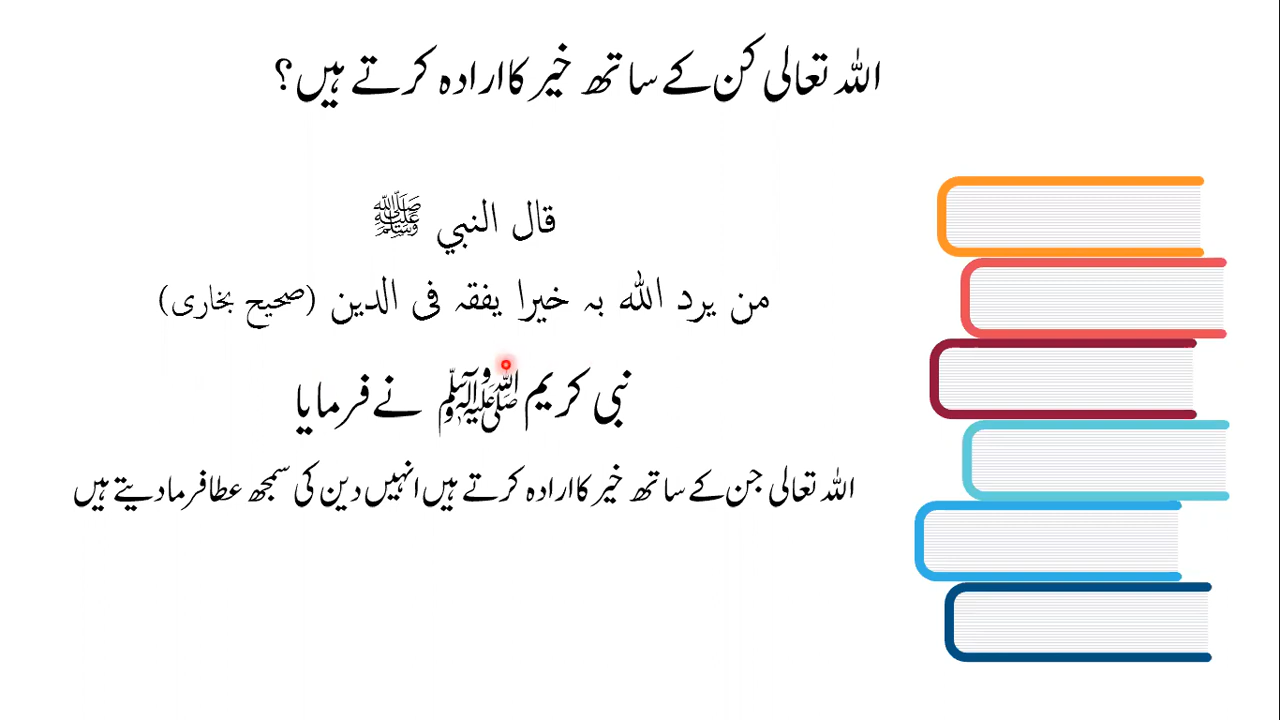 اللہ تعالی کن کے ساتھ خیر کا ارادہ کرتے ہیں؟
قال النبي ﷺ
من يرد الله بہ خیرا یفقہ فی الدین (صحیح بخاری)
نبی کریم صلی اللہ علیہ وآلہ وسلم نے فرمایا
اللہ تعالی جن کے ساتھ خیر کا ارادہ کرتے ہیں انہیں دین کی سمجھ عطا فرما دیتے ہیں